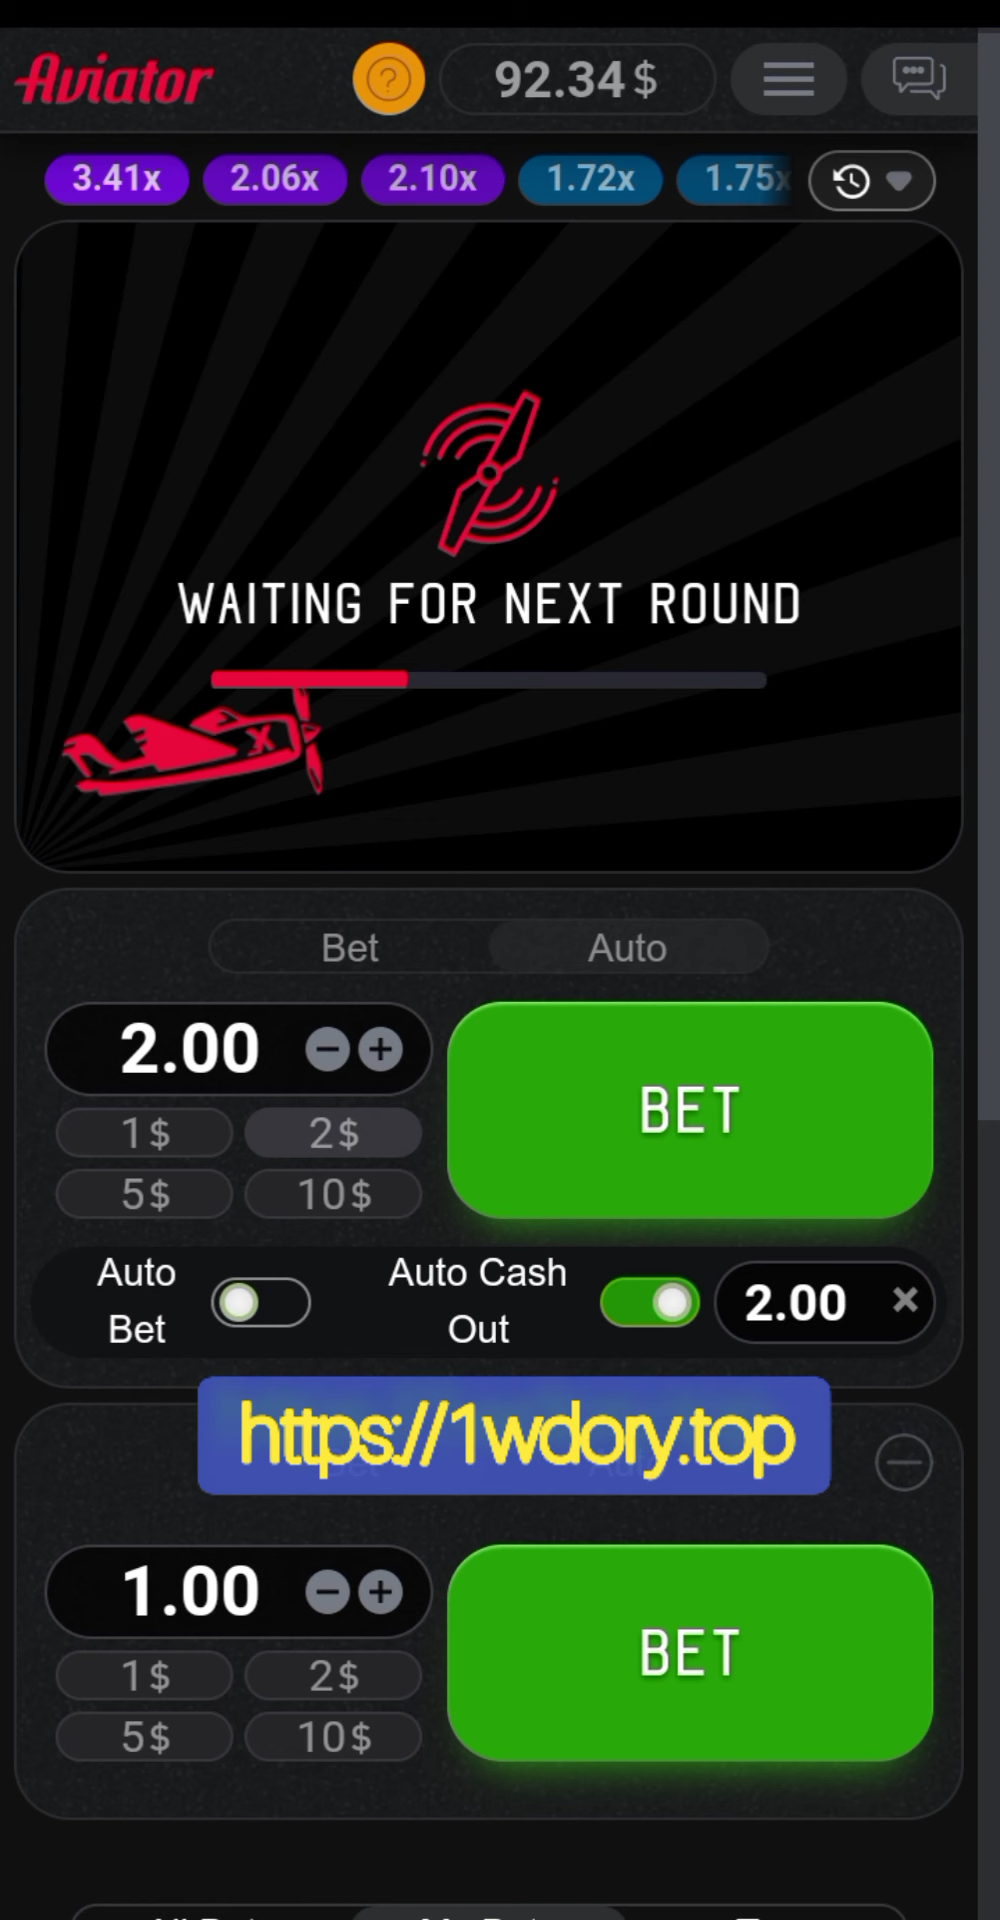 Aviator
92.34 $
3.41x 2.06x 2.10x 1.72x 1.75x
WAITING FOR NEXT ROUND
X
Bet Auto
2.00
BET
1$ 2$
5$ 10$
Auto Bet
Auto Cash Out
2.00
https://1wdory.top
1.00
BET
1$ 2$
5$ 10$